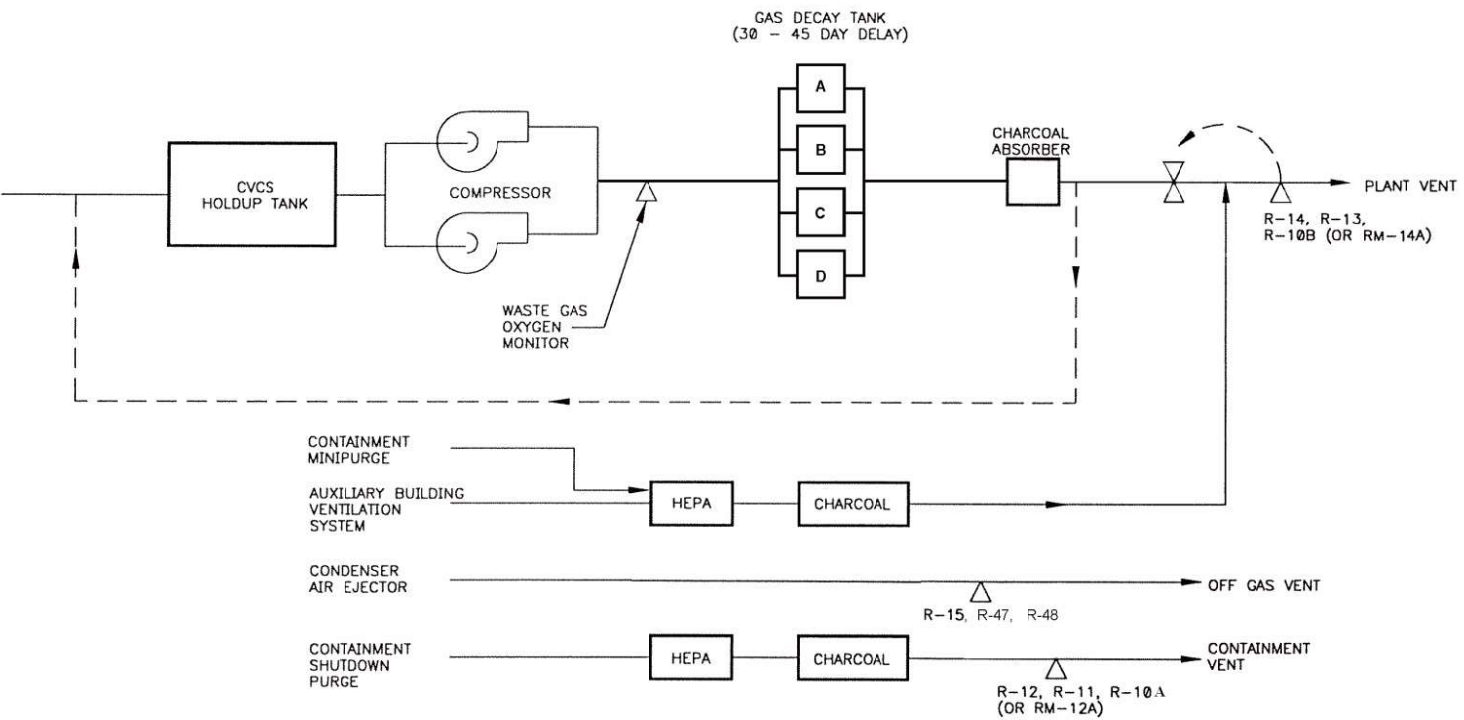 GAS DECAY TANK
(30 - 45 DAY DELAY)
A
B
C
D
CHARCOAL
ABSORBER
CVCS
HOLDUP TANK
COMPRESSOR
PLANT VENT
R-14, R-13,
R-10B (OR RM-14A)
WASTE GAS
OXYGEN
MONITOR
CONTAINMENT
MINIPURGE
AUXILIARY BUILDING
VENTILATION
SYSTEM
HEPA
CHARCOAL
CONDENSER
AIR EJECTOR
OFF GAS VENT
R-15, R-47, R-48
CONTAINMENT
SHUTDOWN
PURGE
HEPA
CHARCOAL
CONTAINMENT
VENT
R-12, R-11, R-10A
(OR RM-12A)